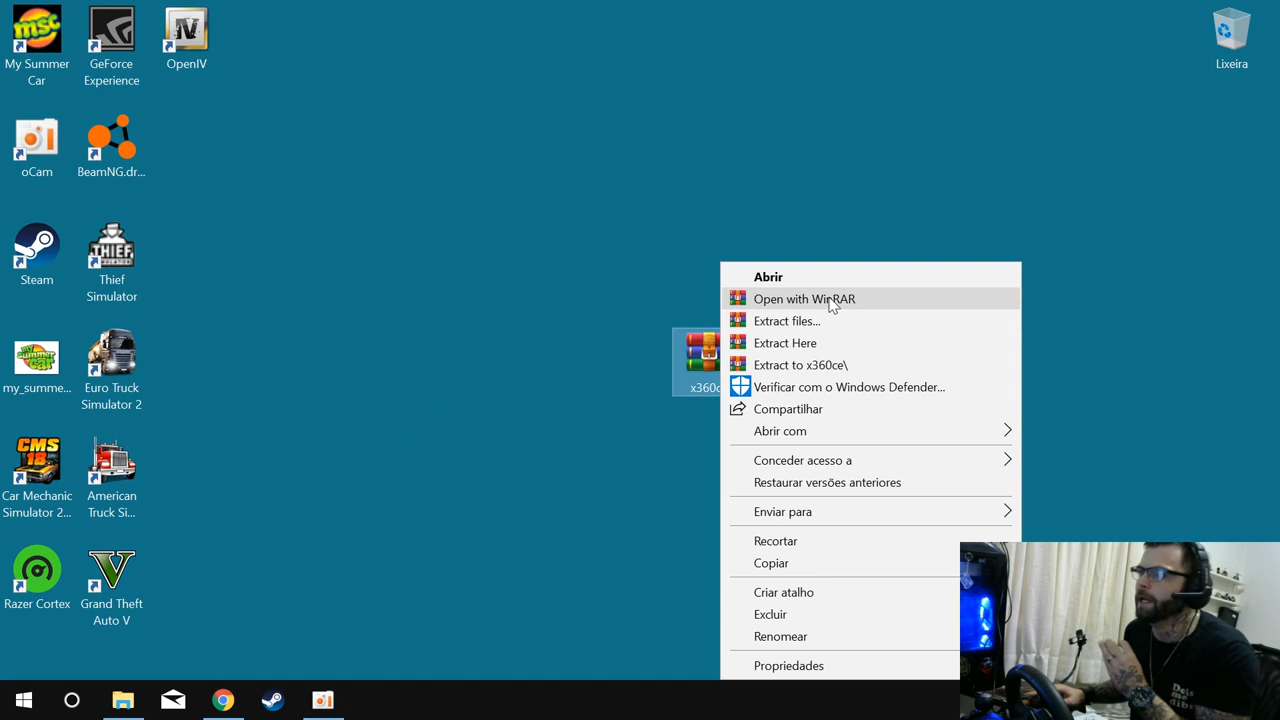 My Summer
Car
GeForce
Experience
OpenIV
Lixeira
oCam
BeamNG.dr...
Steam
Thief
Simulator
my_summe...
Euro Truck
Simulator 2
Car Mechanic
Simulator 2...
American
Truck Si...
Razer Cortex
Grand Theft
Auto V
Abrir
Open with WinRAR
Extract files...
Extract Here
Extract to x360ce\
Verificar com o Windows Defender...
Compartilhar
Abrir com
Conceder acesso a
Restaurar versões anteriores
Enviar para
Recortar
Copiar
Criar atalho
Excluir
Renomear
Propriedades